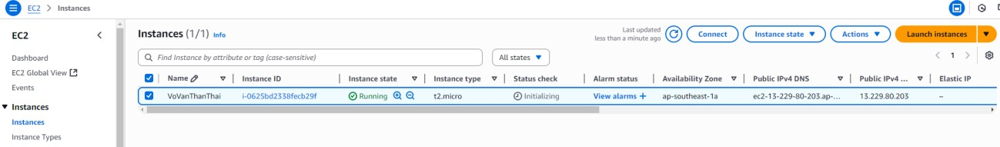 EC2 > Instances
EC2
Dashboard
EC2 Global View
Events
Instances
Instances
Instance Types
Instances (1/1) Info
Last updated
less than a minute ago
Connect
Instance state
Actions
Launch instances
Find Instance by attribute or tag (case-sensitive)
All states
1
Name Instance ID Instance state Instance type Status check Alarm status Availability Zone Public IPv4 DNS Public IPv4 ... Elastic IP
VoVanThanThai i-0625bd2338fecb29f Running t2.micro Initializing View alarms + ap-southeast-1a ec2-13-229-80-203.ap-... 13.229.80.203 –